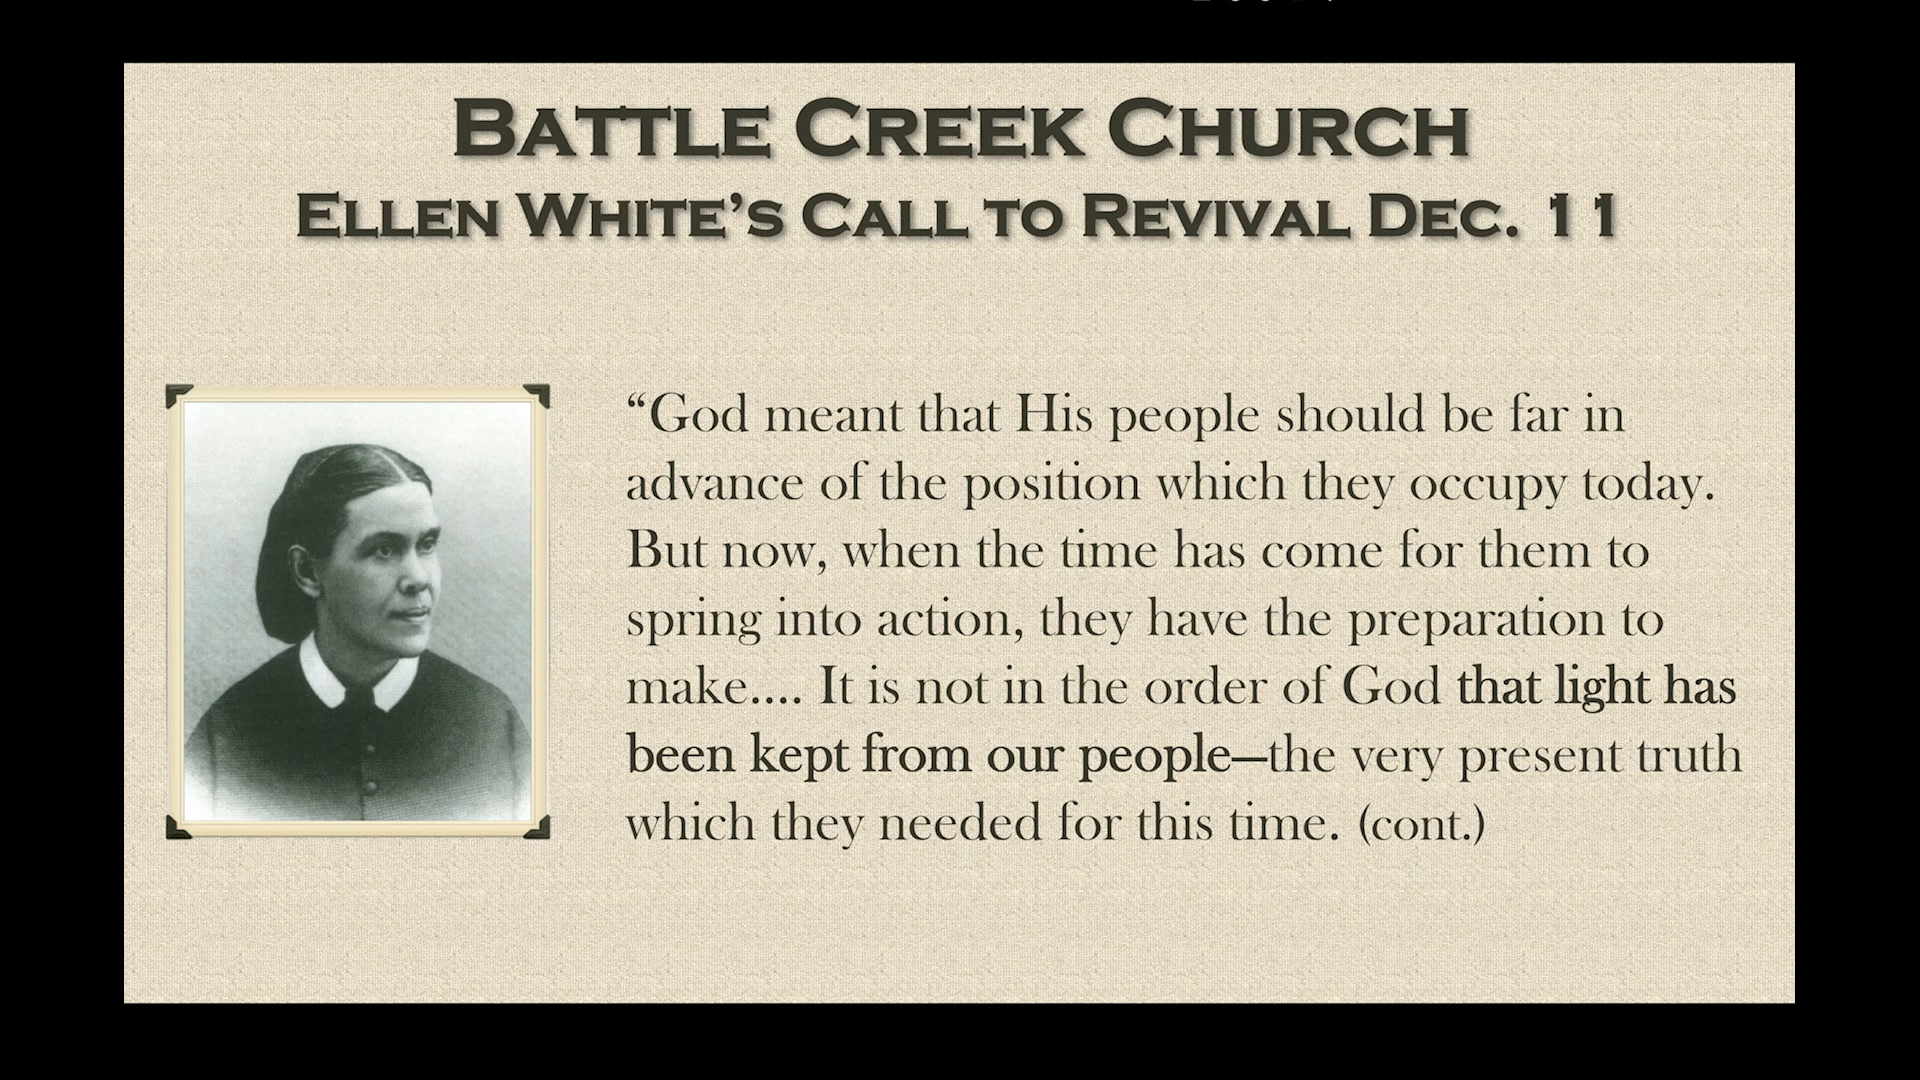 Battle Creek Church
Ellen White's Call to Revival Dec. 11
“God meant that His people should be far in
advance of the position which they occupy today.
But now, when the time has come for them to
spring into action, they have the preparation to
make.... It is not in the order of God that light has
been kept from our people—the very present truth
which they needed for this time. (cont.)